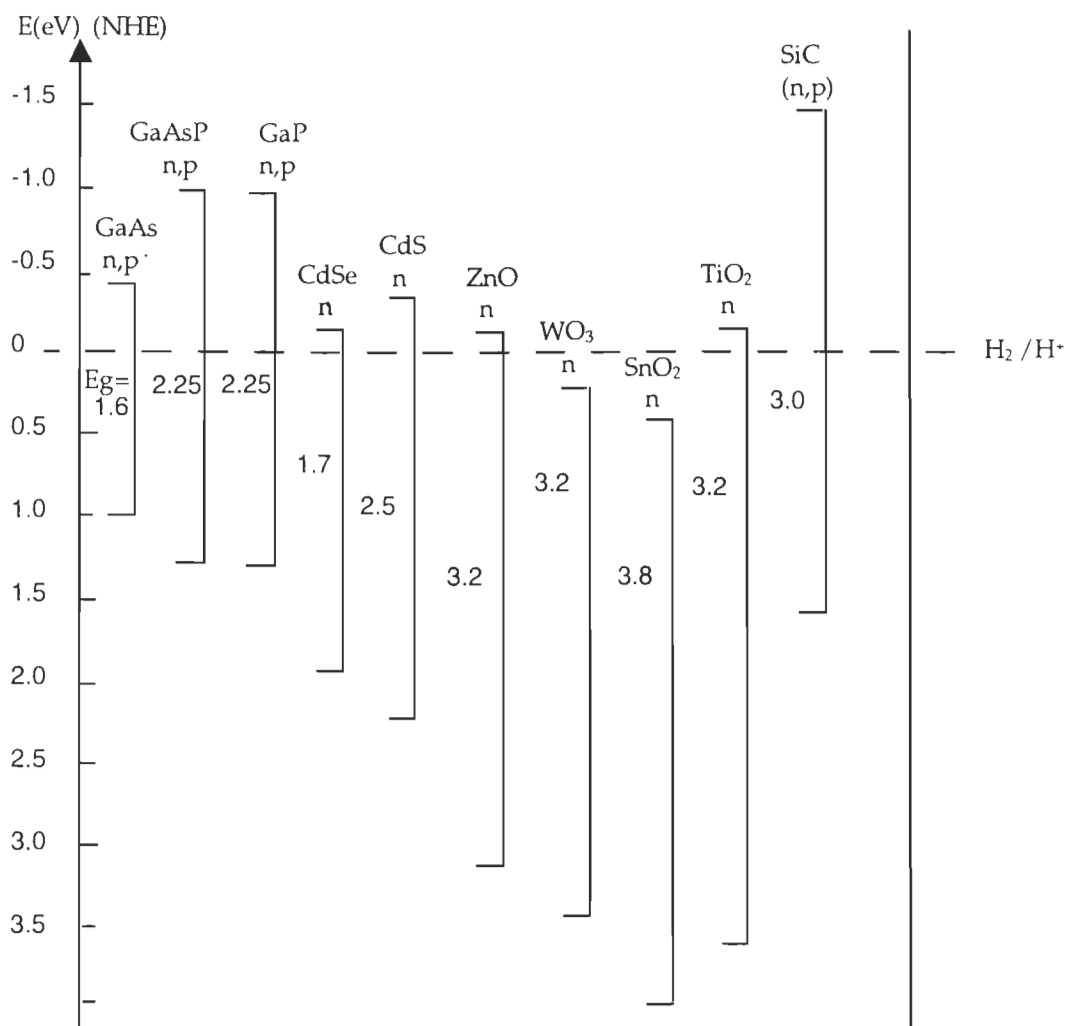 E(eV) (NHE)
SiC
(n,p)
-1.5
GaAsP
n,p
GaP
n,p
-1.0
GaAs
n,p
CdS
n
-0.5
CdSe
n
ZnO
n
TiO₂
n
WO₃
n
0
H₂ /H⁺
SnO₂
n
Eg=
1.6
2.25
2.25
3.0
0.5
1.7
3.2
3.2
2.5
1.0
3.2
3.8
1.5
2.0
2.5
3.0
3.5